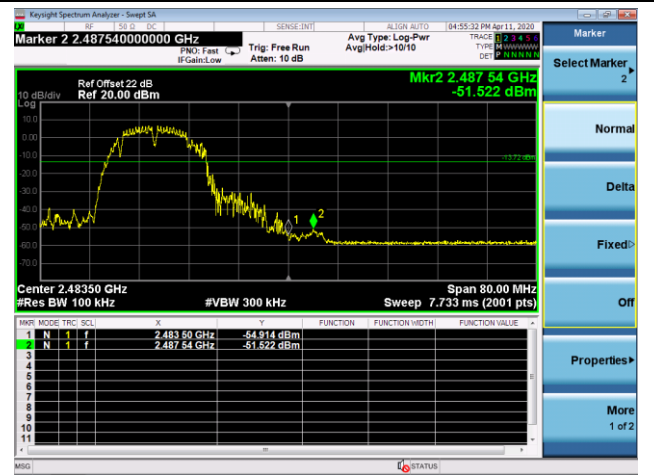 Keysight Spectrum Analyzer - Swept SA
RF 50 Ω DC SENSE:INT ALIGN AUTO 04:55:32 PM Apr 11, 2020
Marker 2 2.487540000000 GHz
PNO: Fast
IFGain:Low
Trig: Free Run
Atten: 10 dB
Avg Type: Log-Pwr
Avg|Hold:>10/10
TRACE 1 2 3 4 5 6
TYPE M W W W W W
DET P N N N N N
Mkr2 2.487 54 GHz
-51.522 dBm
Ref Offset 22 dB
10 dB/div Ref 20.00 dBm
Log
10.0
0.00
-10.0
-20.0
-30.0
-40.0
-50.0
-60.0
-70.0
-13.72 dBm
1
2
Center 2.48350 GHz Span 80.00 MHz
#Res BW 100 kHz #VBW 300 kHz Sweep 7.733 ms (2001 pts)
MKR MODE TRC SCL X Y FUNCTION FUNCTION WIDTH FUNCTION VALUE
1 N 1 f 2.483 50 GHz -54.914 dBm
2 N 1 f 2.487 54 GHz -51.522 dBm
3
4
5
6
7
8
9
10
11
MSG STATUS
Marker
Select Marker
2
Normal
Delta
Fixed
Off
Properties
More
1 of 2